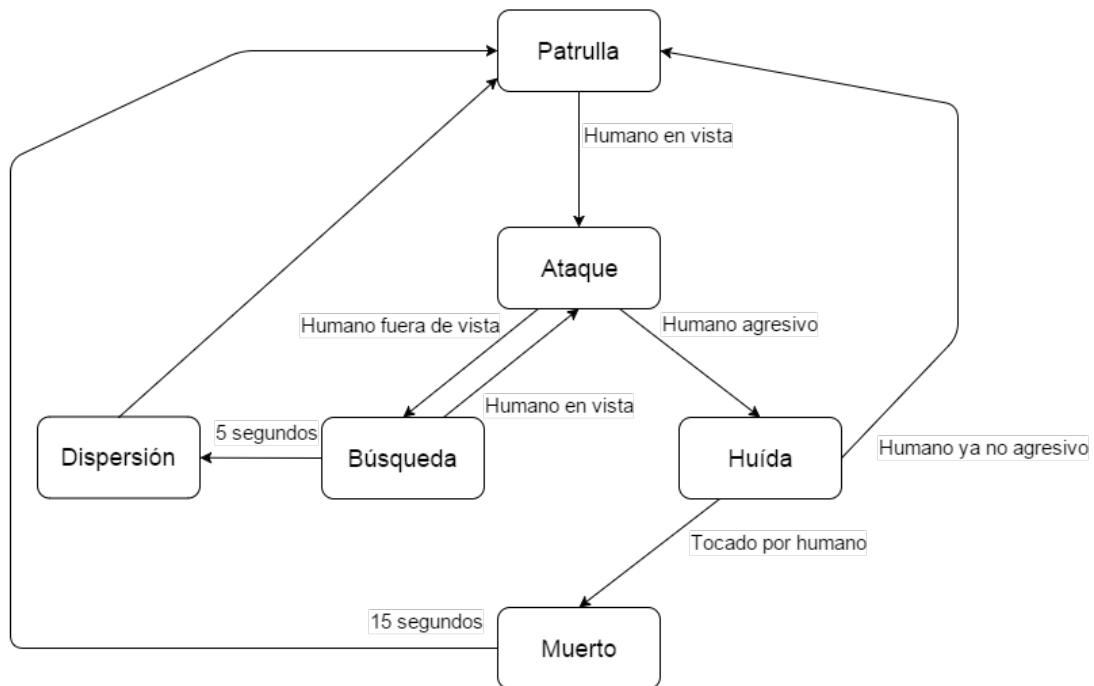 Patrulla
Humano en vista
Ataque
Humano fuera de vista
Humano agresivo
Humano en vista
5 segundos
Dispersión
Búsqueda
Huída
Humano ya no agresivo
Tocado por humano
15 segundos
Muerto